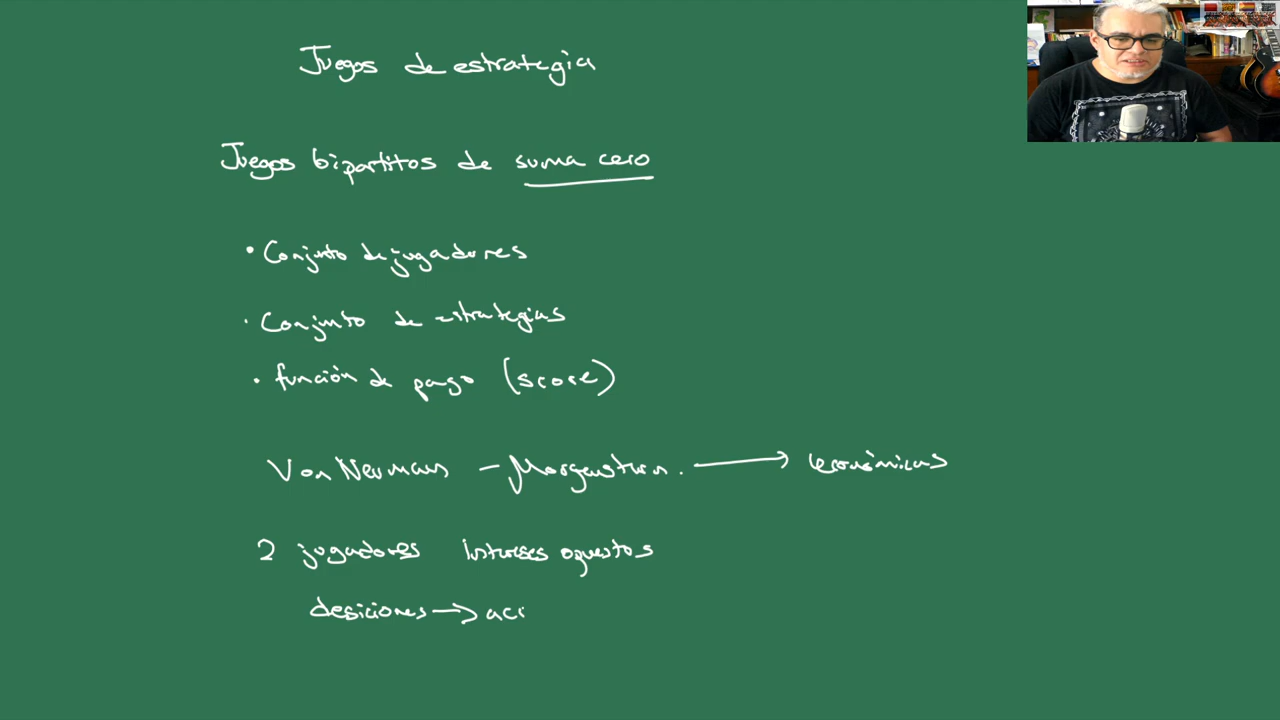 Juegos de estrategia
Juegos bipartitos de suma cero
• Conjunto de jugadores
• Conjunto de estrategias
• función de pago (score)
Von Neumann – Morgenstern. → económicas
2 jugadores intereses opuestos
desiciones → acc